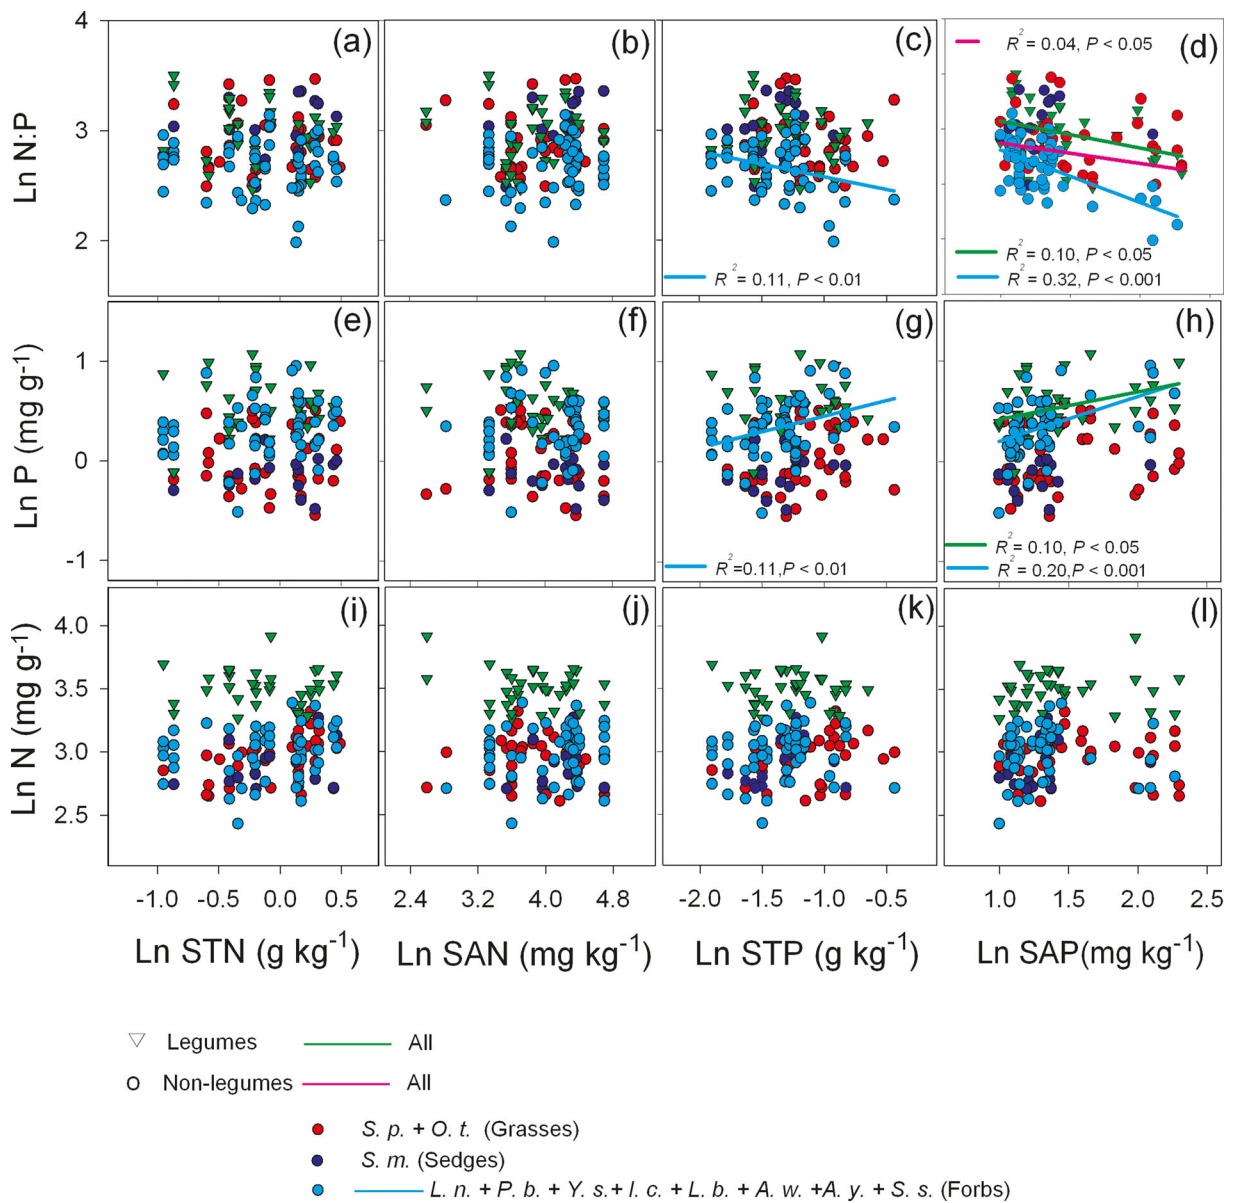 4
3
2
Ln N:P
(a)
(b)
(c)
R² = 0.11, P < 0.01
R² = 0.04, P < 0.05
(d)
R² = 0.10, P < 0.05
R² = 0.32, P < 0.001
1
0
-1
Ln P (mg g⁻¹)
(e)
(f)
(g)
R²=0.11,P < 0.01
(h)
R² = 0.10, P < 0.05
R² = 0.20,P < 0.001
4.0
3.5
3.0
2.5
Ln N (mg g⁻¹)
(i)
(j)
(k)
(l)
-1.0 -0.5 0.0 0.5
2.4 3.2 4.0 4.8
-2.0 -1.5 -1.0 -0.5
1.0 1.5 2.0 2.5
Ln STN (g kg⁻¹)
Ln SAN (mg kg⁻¹)
Ln STP (g kg⁻¹)
Ln SAP(mg kg⁻¹)
Legumes All
Non-legumes All
S. p. + O. t. (Grasses)
S. m. (Sedges)
L. n. + P. b. + Y. s.+ I. c. + L. b. + A. w. +A. y. + S. s. (Forbs)